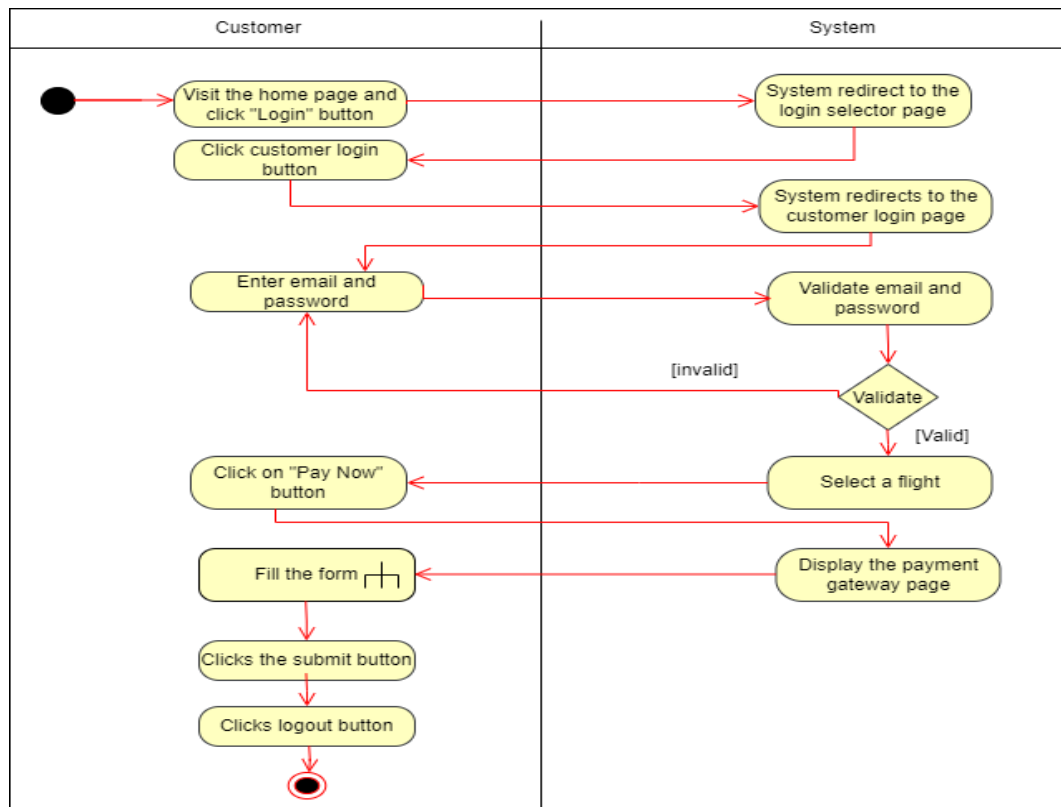 Customer
System
Visit the home page and
click "Login" button
System redirect to the
login selector page
Click customer login
button
System redirects to the
customer login page
Enter email and
password
Validate email and
password
[invalid]
Validate
[Valid]
Click on "Pay Now"
button
Select a flight
Fill the form
Display the payment
gateway page
Clicks the submit button
Clicks logout button